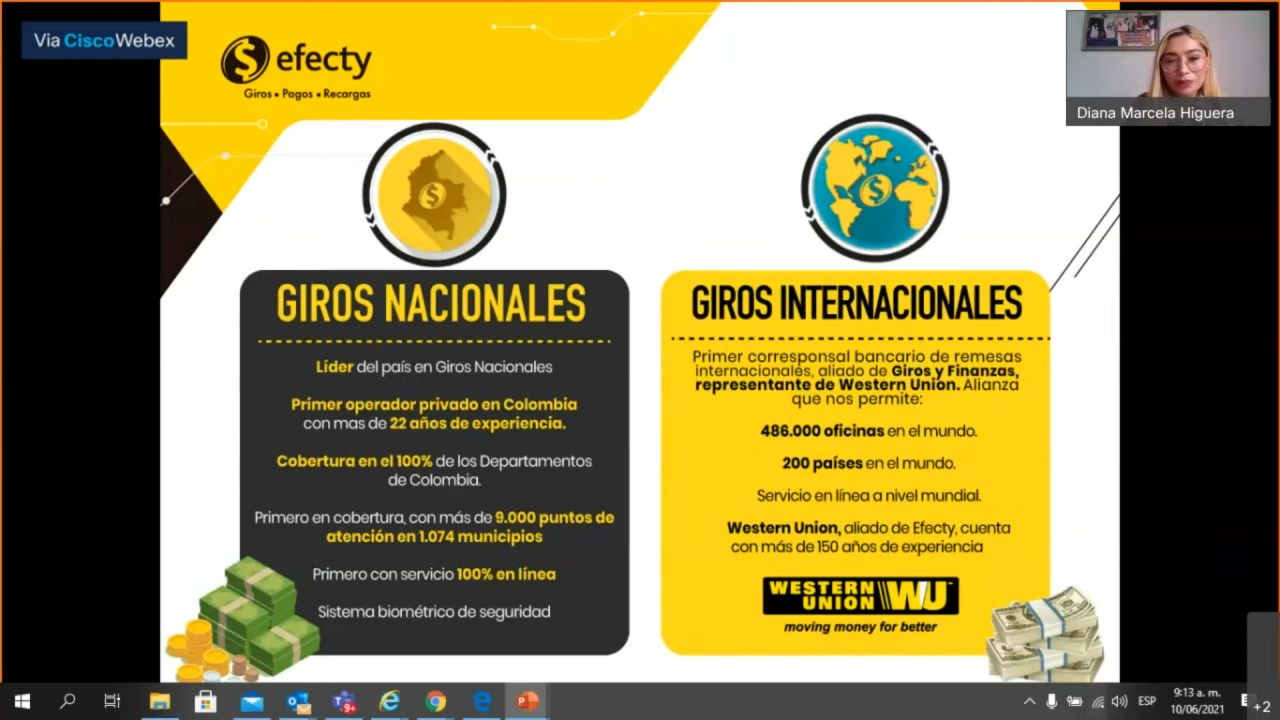 Via CiscoWebex
$ efecty
Giros • Pagos • Recargas
Diana Marcela Higuera
$
$
GIROS NACIONALES
Líder del país en Giros Nacionales
Primer operador privado en Colombia
con mas de 22 años de experiencia.
Cobertura en el 100% de los Departamentos
de Colombia.
Primero en cobertura, con más de 9.000 puntos de
atención en 1.074 municipios
Primero con servicio 100% en línea
Sistema biométrico de seguridad
GIROS INTERNACIONALES
Primer corresponsal bancario de remesas
internacionales, aliado de Giros y Finanzas,
representante de Western Union. Alianza
que nos permite:
486.000 oficinas en el mundo.
200 países en el mundo.
Servicio en línea a nivel mundial.
Western Union, aliado de Efecty, cuenta
con más de 150 años de experiencia
WESTERN
UNION WU
moving money for better
9+
ESP
9:13 a. m.
10/06/2021
+2